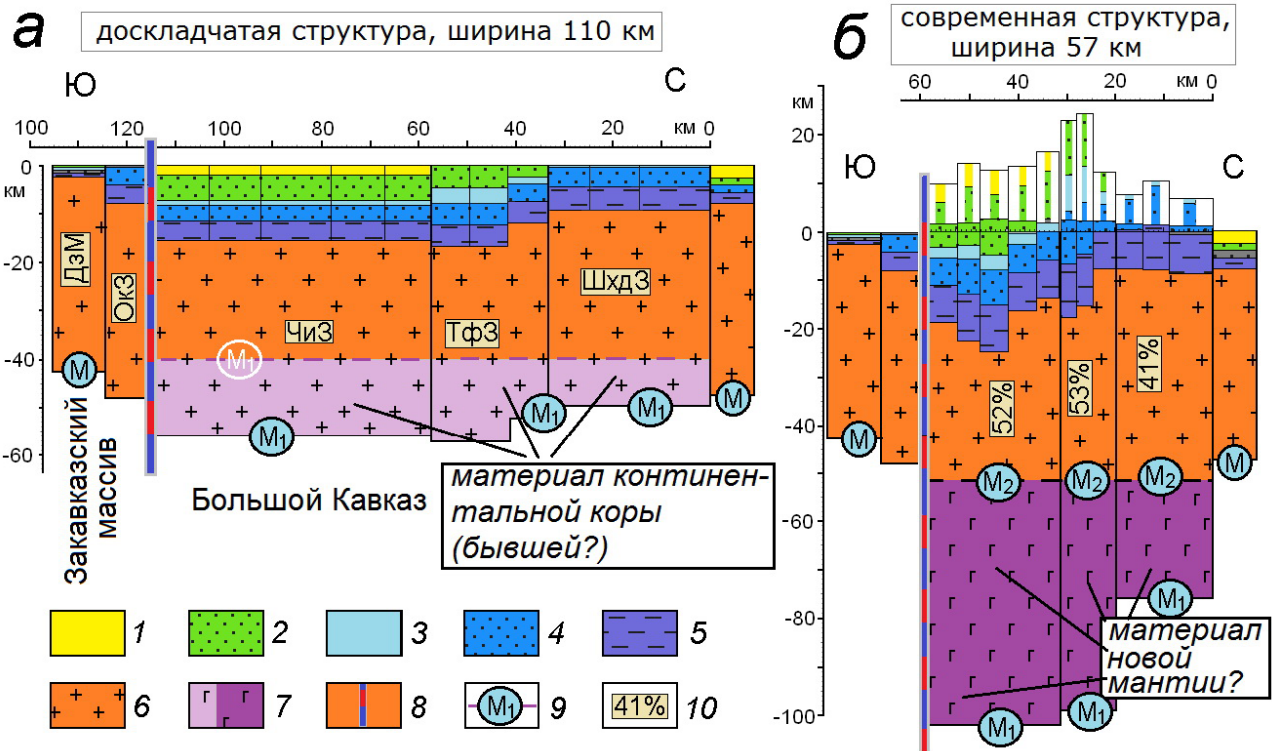 а
доскладчатая структура, ширина 110 км
б
современная структура,
ширина 57 км
Ю
С
100 120 100 80 60 40 20 км 0
0
км
-20
-40
-60
ДзМ
ОкЗ
ЧиЗ
ТфЗ
ШхдЗ
М
М₁
М₁
М₁
М₁
М
Закавказский
массив
Большой Кавказ
материал континен-
тальной коры
(бывшей?)
60 40 20 км 0
км
20
0
-20
-40
-60
-80
-100
Ю
С
52%
53%
41%
М
М₂
М₂
М₂
М
М₁
М₁
М₁
материал
новой
мантии?
1
2
3
4
5
6
7
8
М₁ 9
41% 10